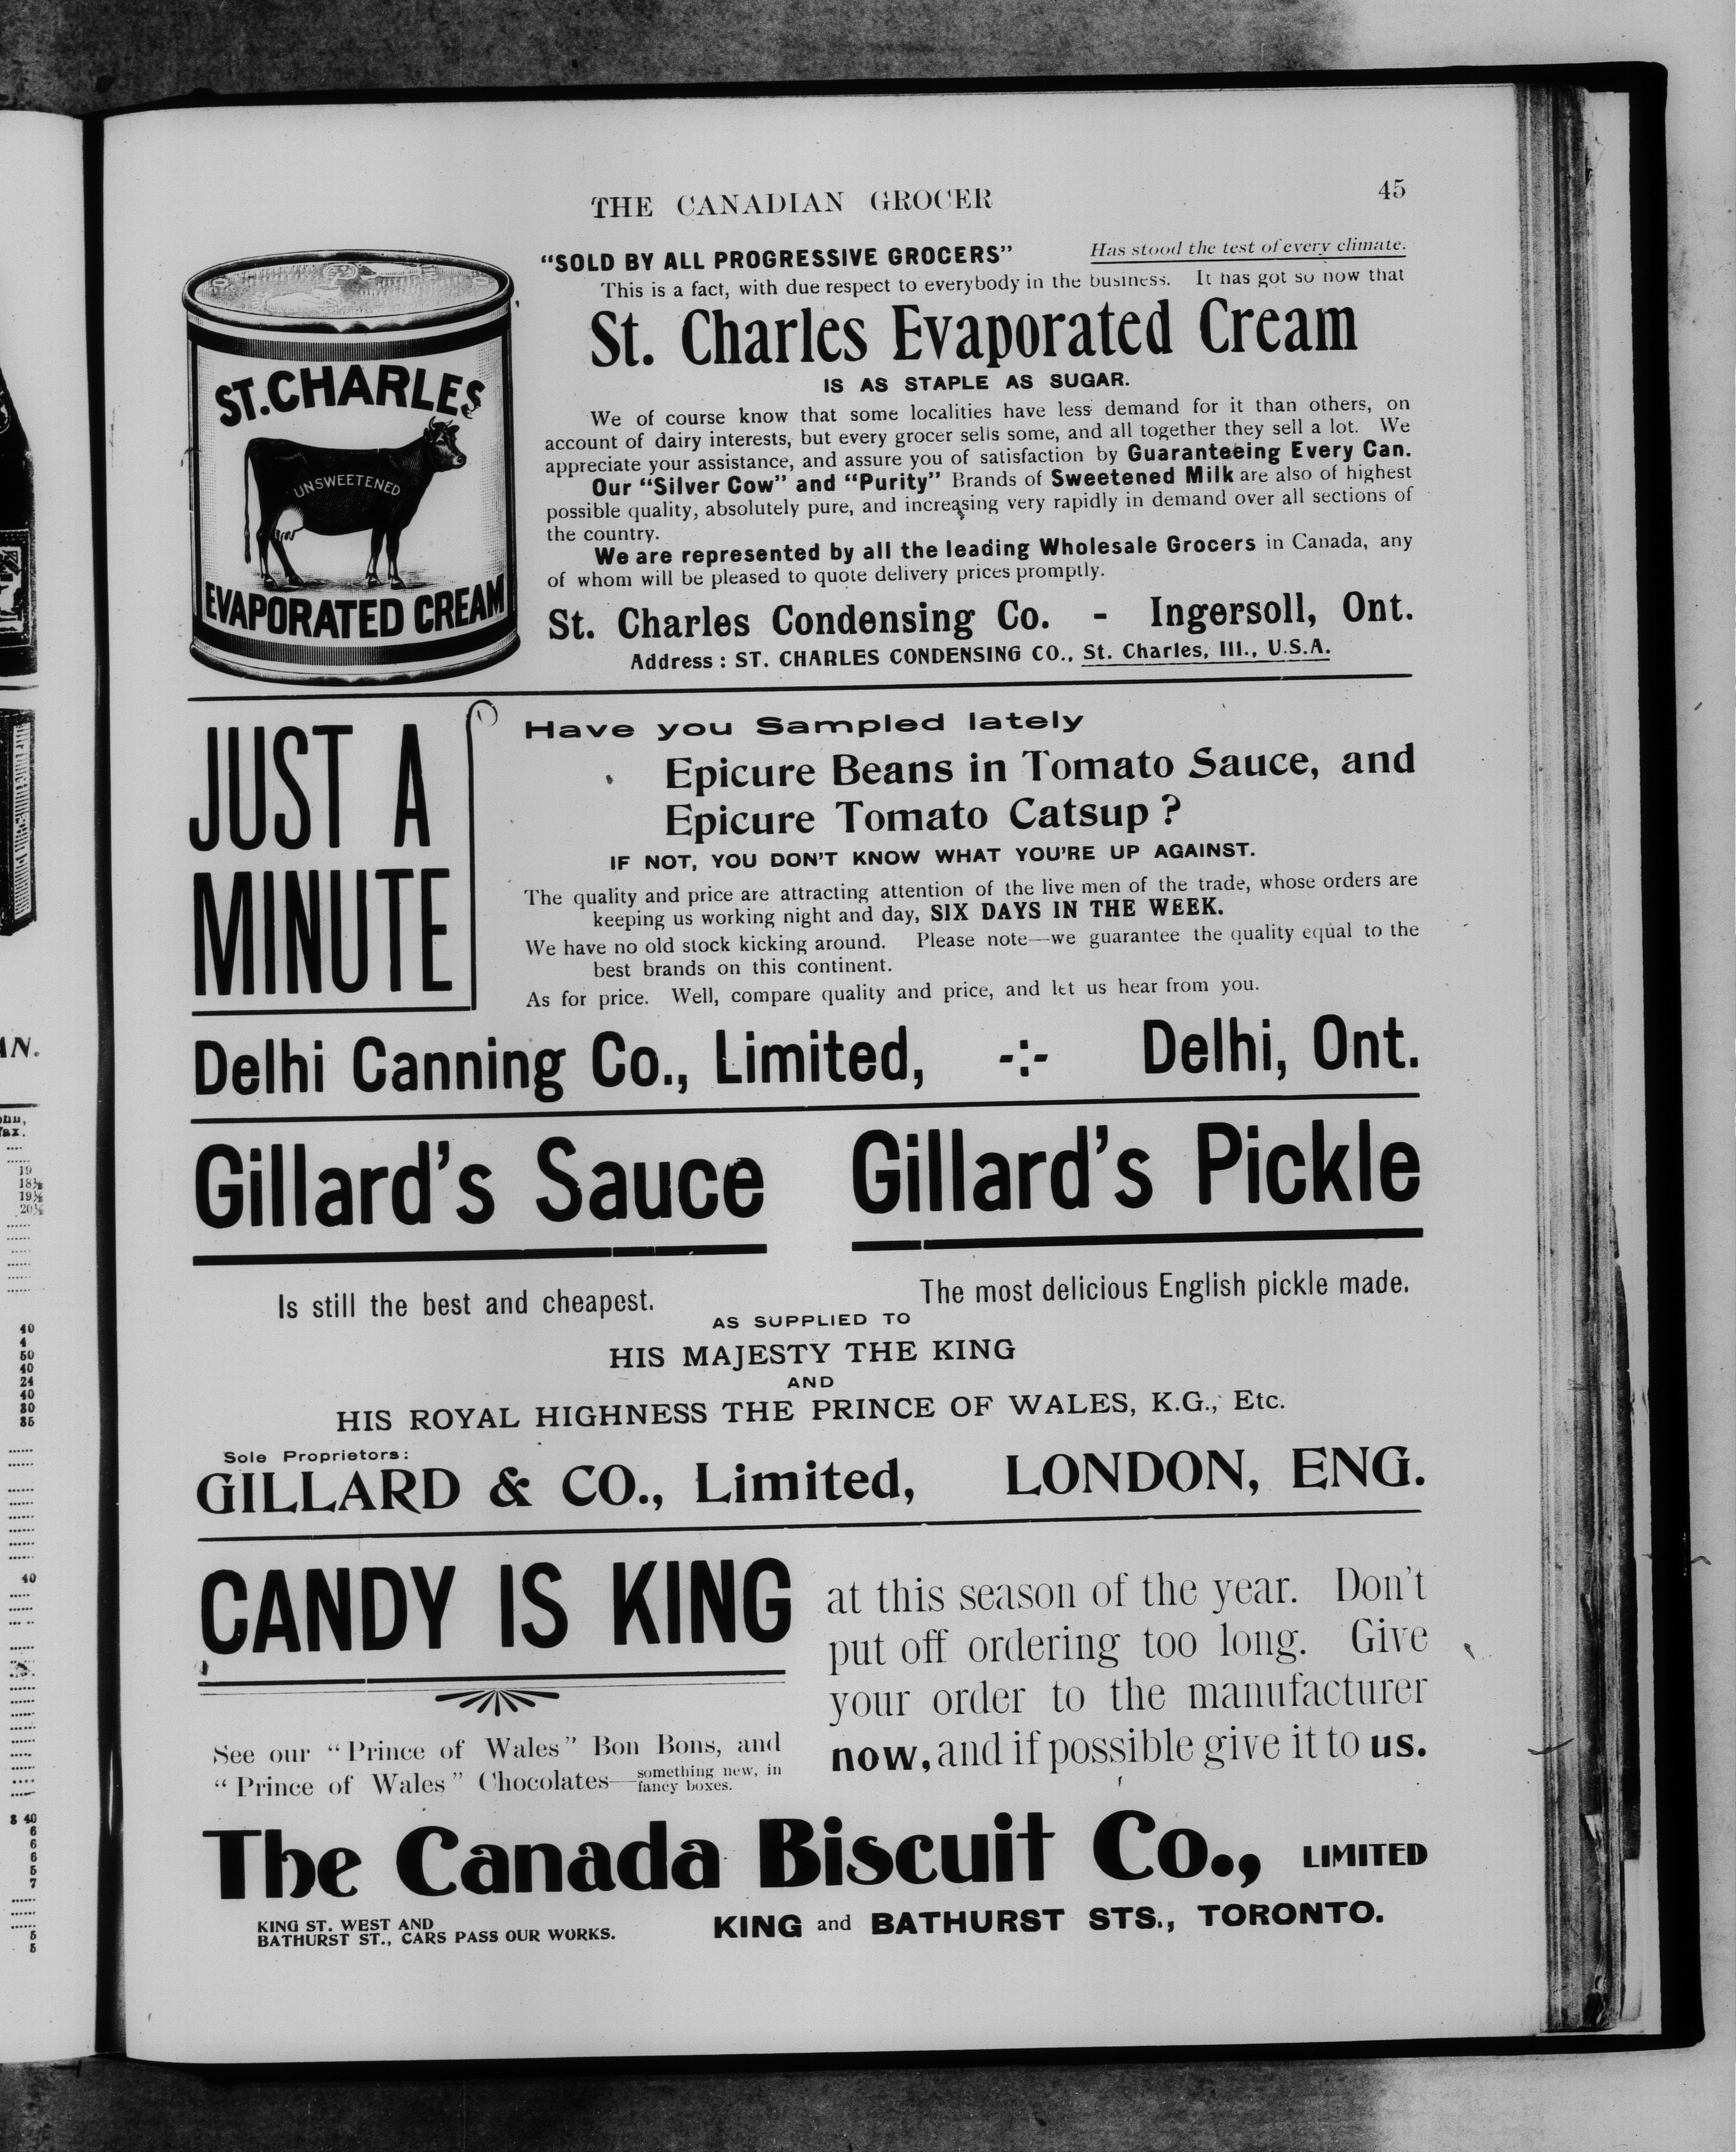 THE CANADIAN GROCER 45
ST. CHARLES
UNSWEETENED
EVAPORATED CREAM
"SOLD BY ALL PROGRESSIVE GROCERS" Has stood the test of every climate.
This is a fact, with due respect to everybody in the business. It has got so now that
St. Charles Evaporated Cream
IS AS STAPLE AS SUGAR.
We of course know that some localities have less demand for it than others, on
account of dairy interests, but every grocer sells some, and all together they sell a lot. We
appreciate your assistance, and assure you of satisfaction by Guaranteeing Every Can.
Our "Silver Cow" and "Purity" Brands of Sweetened Milk are also of highest
possible quality, absolutely pure, and increasing very rapidly in demand over all sections of
the country.
We are represented by all the leading Wholesale Grocers in Canada, any
of whom will be pleased to quote delivery prices promptly.
St. Charles Condensing Co. - Ingersoll, Ont.
Address: ST. CHARLES CONDENSING CO., St. Charles, Ill., U.S.A.
JUST A
MINUTE
Have you Sampled lately
Epicure Beans in Tomato Sauce, and
Epicure Tomato Catsup?
IF NOT, YOU DON'T KNOW WHAT YOU'RE UP AGAINST.
The quality and price are attracting attention of the live men of the trade, whose orders are
keeping us working night and day, SIX DAYS IN THE WEEK.
We have no old stock kicking around. Please note—we guarantee the quality equal to the
best brands on this continent.
As for price. Well, compare quality and price, and let us hear from you.
Delhi Canning Co., Limited, -:- Delhi, Ont.
Gillard's Sauce Gillard's Pickle
Is still the best and cheapest. The most delicious English pickle made.
AS SUPPLIED TO
HIS MAJESTY THE KING
AND
HIS ROYAL HIGHNESS THE PRINCE OF WALES, K.G., Etc.
Sole Proprietors:
GILLARD & CO., Limited, LONDON, ENG.
CANDY IS KING
at this season of the year. Don't
put off ordering too long. Give
your order to the manufacturer
now, and if possible give it to us.
See our "Prince of Wales" Bon Bons, and
"Prince of Wales" Chocolates—something new, in
fancy boxes.
The Canada Biscuit Co., LIMITED
KING ST. WEST AND
BATHURST ST., CARS PASS OUR WORKS.
KING and BATHURST STS., TORONTO.